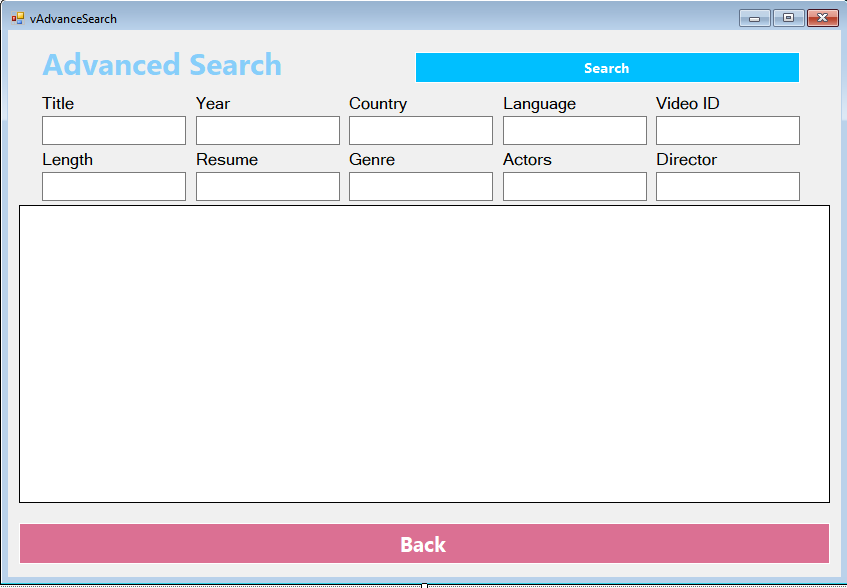 vAdvanceSearch
Advanced Search
Search
Title Year Country Language Video ID
Length Resume Genre Actors Director
Back